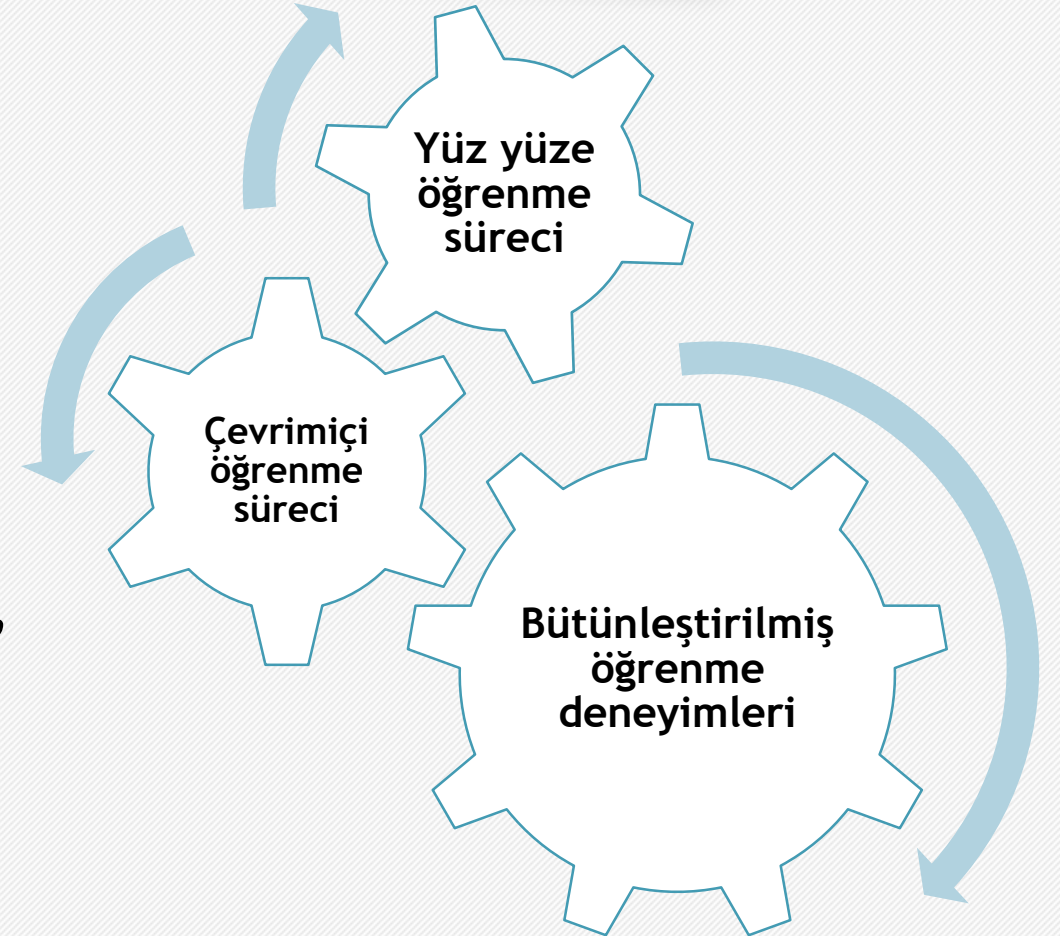 Yüz yüze
öğrenme
süreci
Çevrimiçi
öğrenme
süreci
Bütünleştirilmiş
öğrenme
deneyimleri